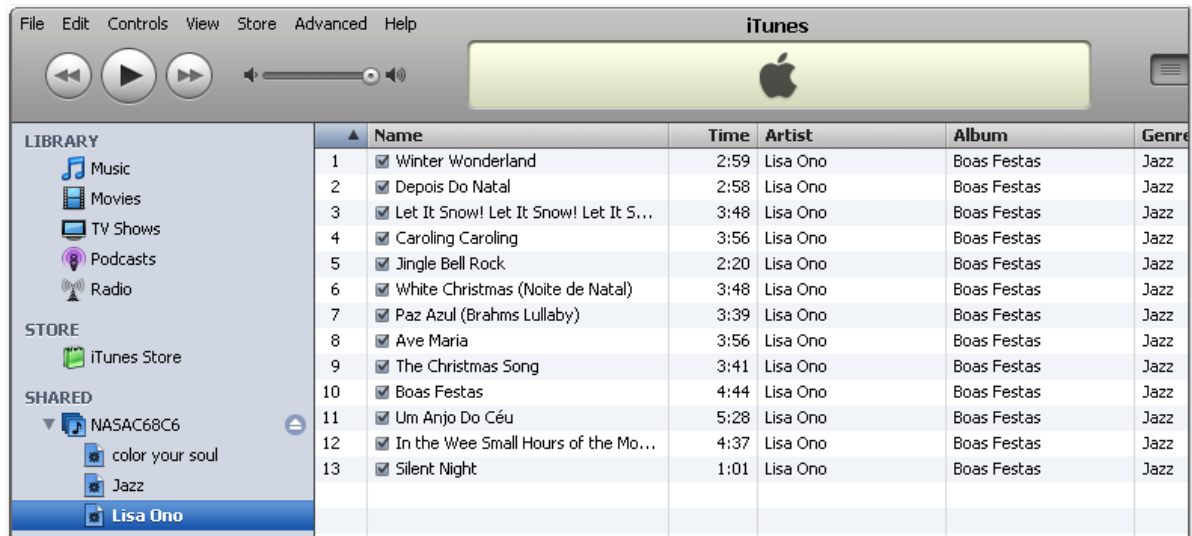 File Edit Controls View Store Advanced Help
iTunes
LIBRARY
Music
Movies
TV Shows
Podcasts
Radio
STORE
iTunes Store
SHARED
NASAC68C6
color your soul
Jazz
Lisa Ono
Name Time Artist Album Genre
1 Winter Wonderland 2:59 Lisa Ono Boas Festas Jazz
2 Depois Do Natal 2:58 Lisa Ono Boas Festas Jazz
3 Let It Snow! Let It Snow! Let It S... 3:48 Lisa Ono Boas Festas Jazz
4 Caroling Caroling 3:56 Lisa Ono Boas Festas Jazz
5 Jingle Bell Rock 2:20 Lisa Ono Boas Festas Jazz
6 White Christmas (Noite de Natal) 3:48 Lisa Ono Boas Festas Jazz
7 Paz Azul (Brahms Lullaby) 3:39 Lisa Ono Boas Festas Jazz
8 Ave Maria 3:56 Lisa Ono Boas Festas Jazz
9 The Christmas Song 3:41 Lisa Ono Boas Festas Jazz
10 Boas Festas 4:44 Lisa Ono Boas Festas Jazz
11 Um Anjo Do Céu 5:28 Lisa Ono Boas Festas Jazz
12 In the Wee Small Hours of the Mo... 4:37 Lisa Ono Boas Festas Jazz
13 Silent Night 1:01 Lisa Ono Boas Festas Jazz